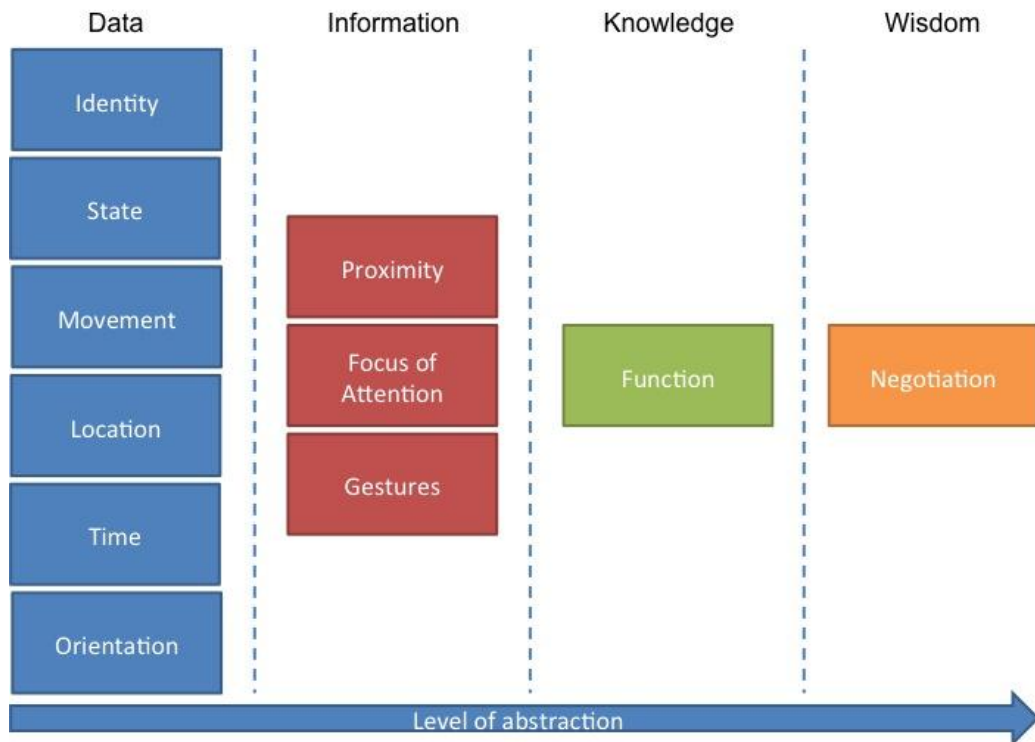 Data
Information
Knowledge
Wisdom
Identity
State
Movement
Location
Time
Orientation
Proximity
Focus of
Attention
Gestures
Function
Negotiation
Level of abstraction